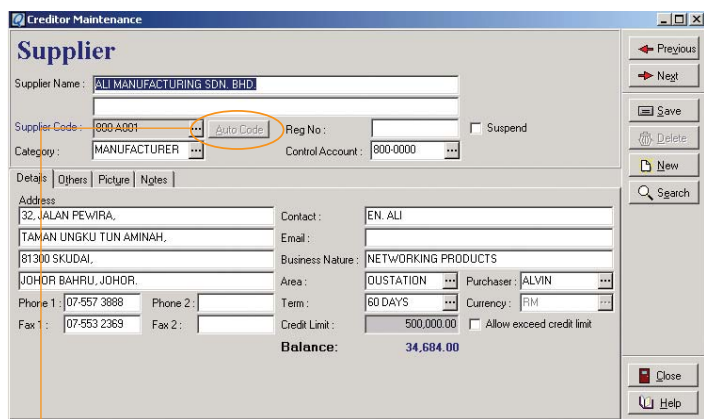 Creditor Maintenance
Supplier
Supplier Name : ALI MANUFACTURING SDN. BHD.
Supplier Code : 800-A001 ... Auto Code Reg No : Suspend
Category : MANUFACTURER ... Control Account : 800-0000 ...
Details Others Picture Notes
Address
32, JALAN PEWIRA, Contact : EN. ALI
TAMAN UNGKU TUN AMINAH, Email :
81300 SKUDAI, Business Nature : NETWORKING PRODUCTS
JOHOR BAHRU, JOHOR. Area : OUSTATION ... Purchaser : ALVIN ...
Phone 1 : 07-557 3888 Phone 2 : Term : 60 DAYS ... Currency : RM ...
Fax 1 : 07-553 2369 Fax 2 : Credit Limit : 500,000.00 Allow exceed credit limit
Balance: 34,684.00
Previous
Next
Save
Delete
New
Search
Close
Help